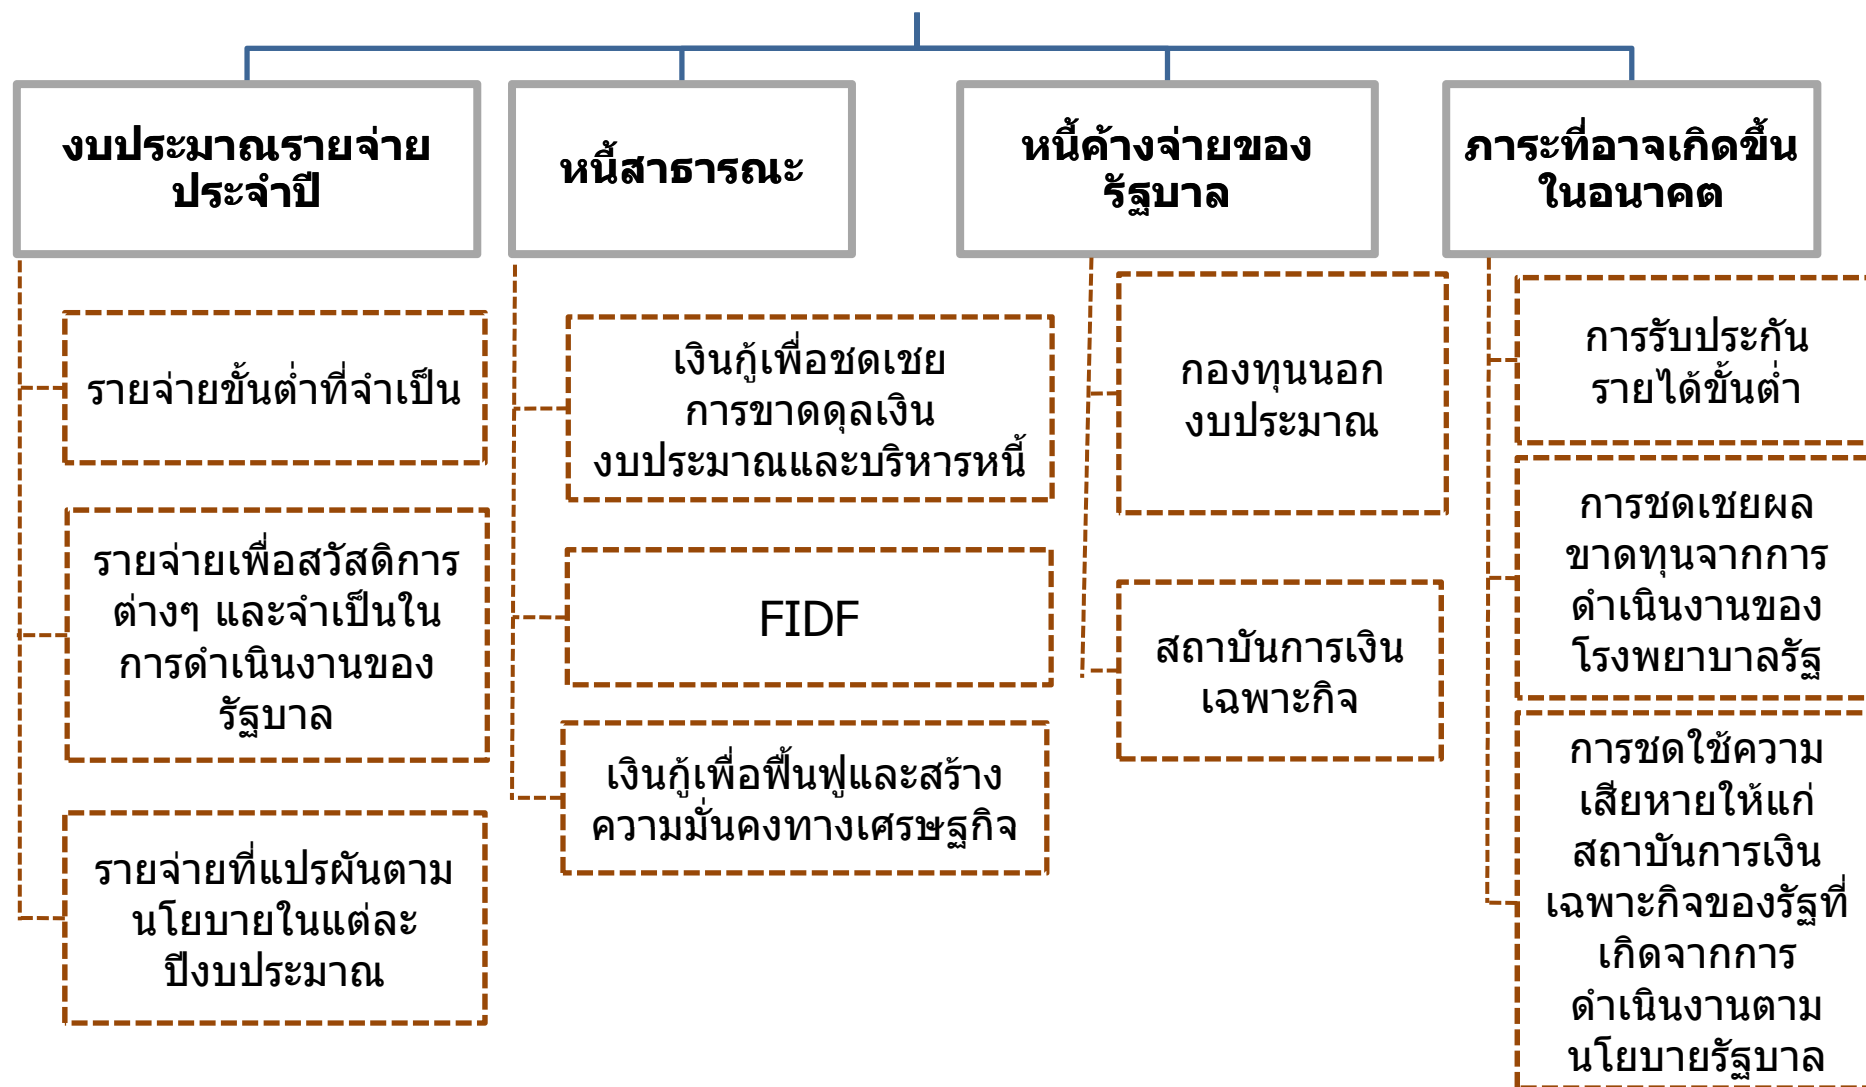 งบประมาณรายจ่าย
ประจำปี
หนี้สาธารณะ
หนี้ค้างจ่ายของ
รัฐบาล
ภาระที่อาจเกิดขึ้น
ในอนาคต
รายจ่ายขั้นต่ำที่จำเป็น
รายจ่ายเพื่อสวัสดิการ
ต่างๆ และจำเป็นใน
การดำเนินงานของ
รัฐบาล
รายจ่ายที่แปรผันตาม
นโยบายในแต่ละ
ปีงบประมาณ
เงินกู้เพื่อชดเชย
การขาดดุลเงิน
งบประมาณและบริหารหนี้
FIDF
เงินกู้เพื่อฟื้นฟูและสร้าง
ความมั่นคงทางเศรษฐกิจ
กองทุนนอก
งบประมาณ
สถาบันการเงิน
เฉพาะกิจ
การรับประกัน
รายได้ขั้นต่ำ
การชดเชยผล
ขาดทุนจากการ
ดำเนินงานของ
โรงพยาบาลรัฐ
การชดใช้ความ
เสียหายให้แก่
สถาบันการเงิน
เฉพาะกิจของรัฐที่
เกิดจากการ
ดำเนินงานตาม
นโยบายรัฐบาล